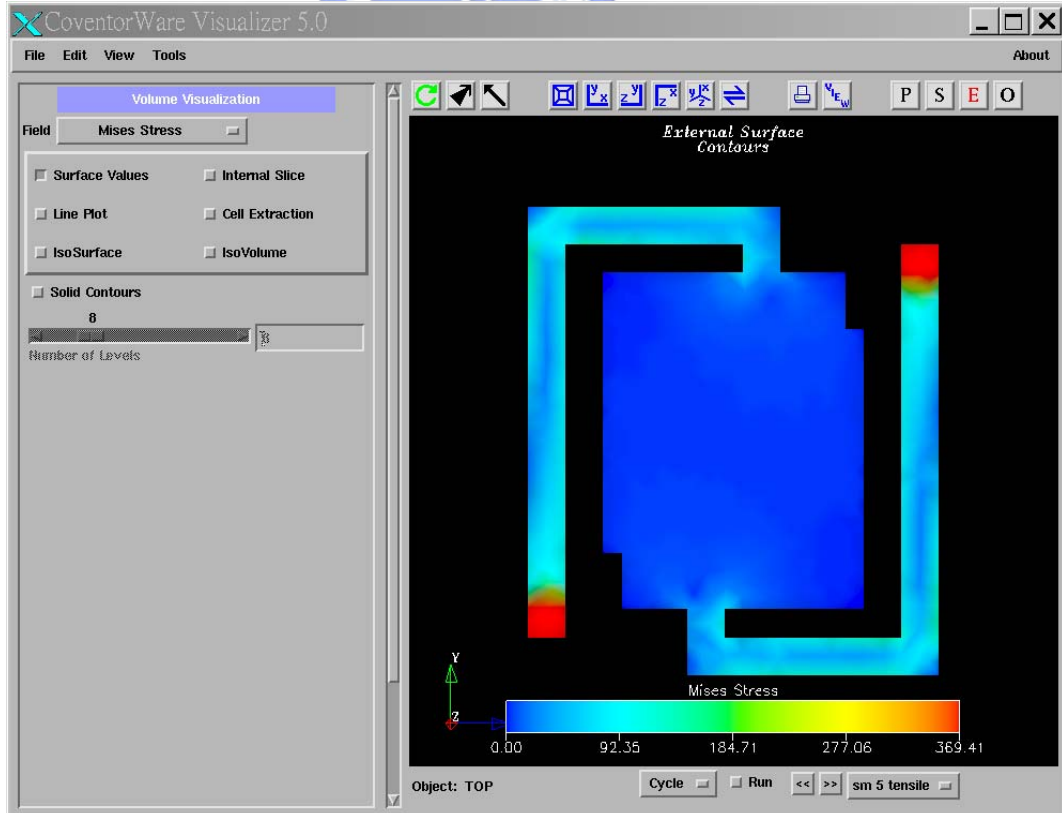 CoventorWare Visualizer 5.0
File Edit View Tools About
Volume Visualization
Field Mises Stress
Surface Values Internal Slice
Line Plot Cell Extraction
IsoSurface IsoVolume
Solid Contours
8
8
Number of Levels
y x z y z x y x z VIEW P S E O
External Surface
Contours
Y
Z
Mises Stress
0.00 92.35 184.71 277.06 369.41
Object: TOP Cycle Run << >> sm 5 tensile